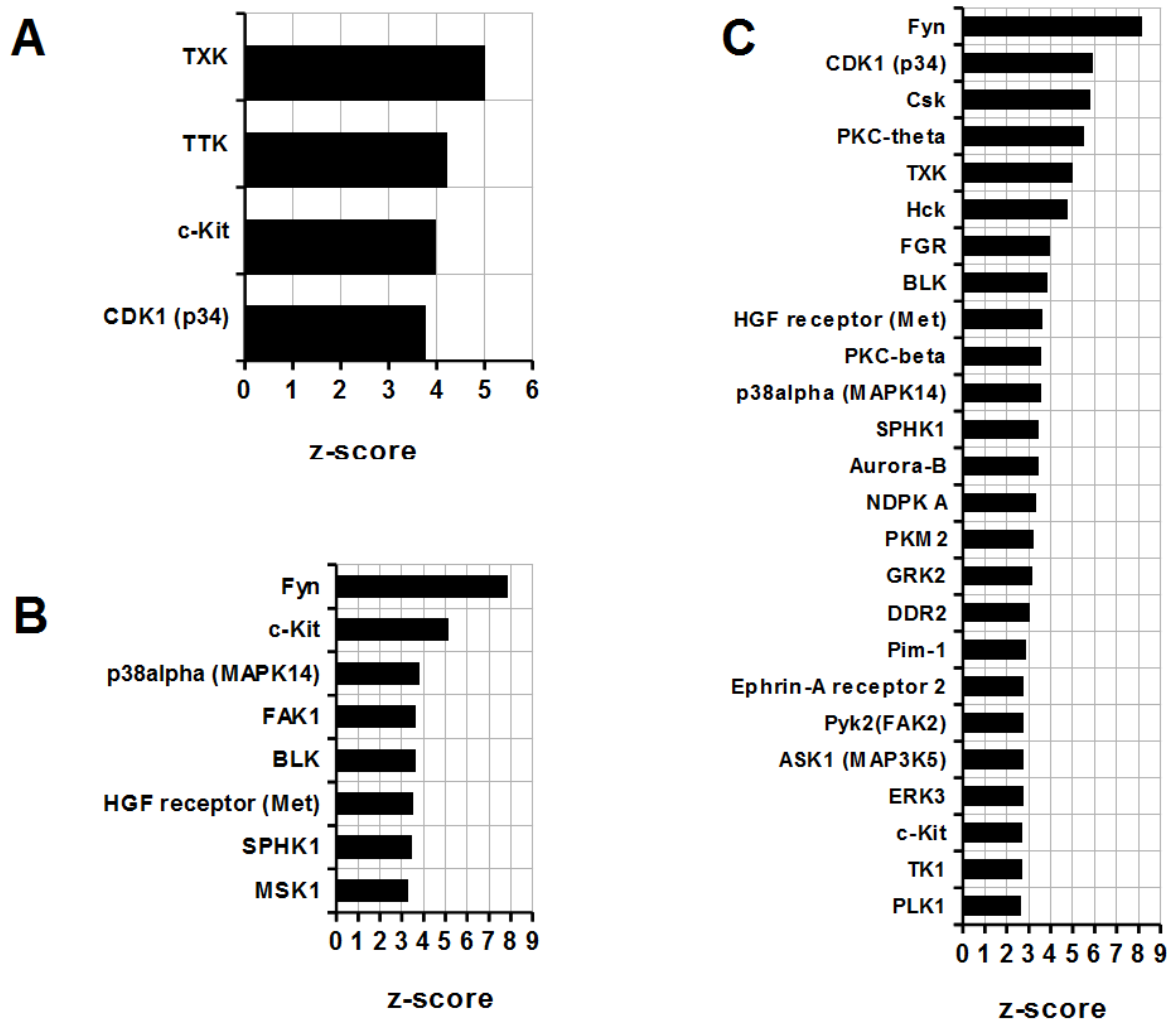 A
TXK
TTK
c-Kit
CDK1 (p34)
0 1 2 3 4 5 6
z-score
B
Fyn
c-Kit
p38alpha (MAPK14)
FAK1
BLK
HGF receptor (Met)
SPHK1
MSK1
0 1 2 3 4 5 6 7 8 9
z-score
C
Fyn
CDK1 (p34)
Csk
PKC-theta
TXK
Hck
FGR
BLK
HGF receptor (Met)
PKC-beta
p38alpha (MAPK14)
SPHK1
Aurora-B
NDPK A
PKM2
GRK2
DDR2
Pim-1
Ephrin-A receptor 2
Pyk2(FAK2)
ASK1 (MAP3K5)
ERK3
c-Kit
TK1
PLK1
0 1 2 3 4 5 6 7 8 9
z-score